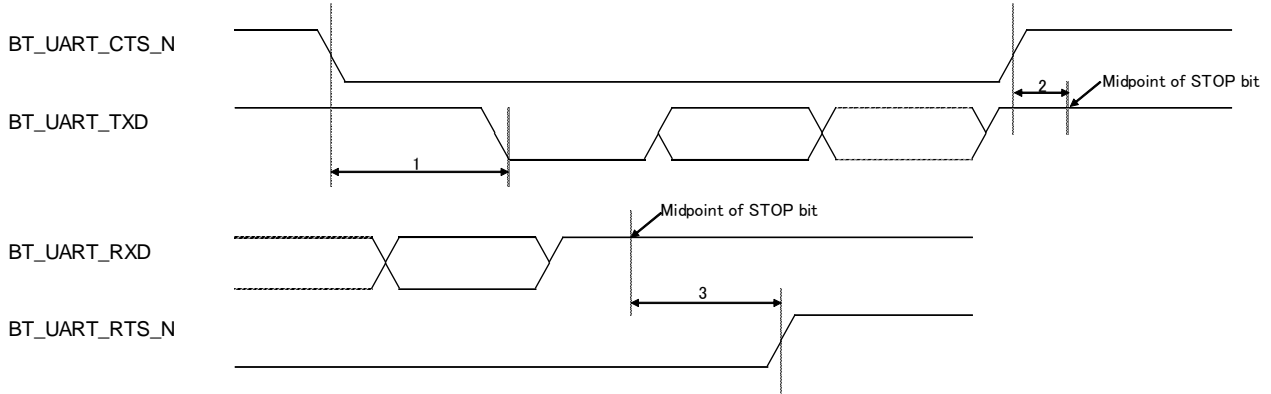 BT_UART_CTS_N
2
Midpoint of STOP bit
BT_UART_TXD
1
Midpoint of STOP bit
BT_UART_RXD
3
BT_UART_RTS_N